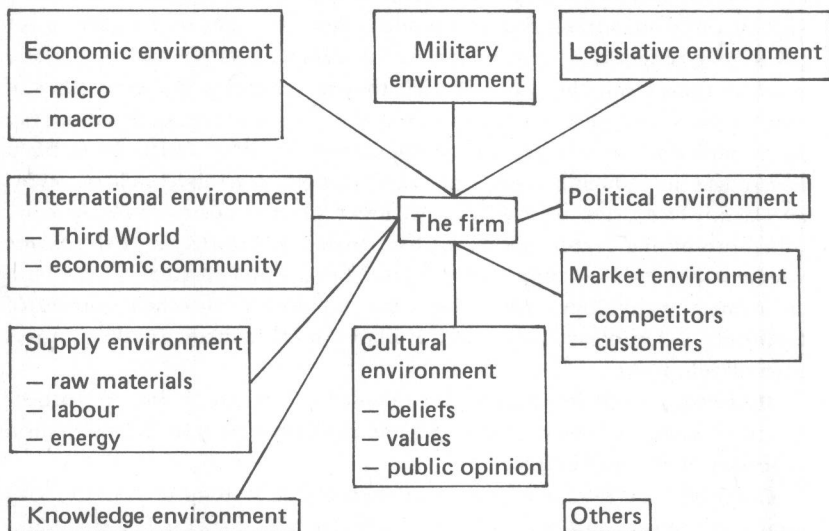 Economic environment
– micro
– macro
Military
environment
Legislative environment
International environment
– Third World
– economic community
The firm
Political environment
Market environment
– competitors
– customers
Supply environment
– raw materials
– labour
– energy
Cultural
environment
– beliefs
– values
– public opinion
Knowledge environment
Others